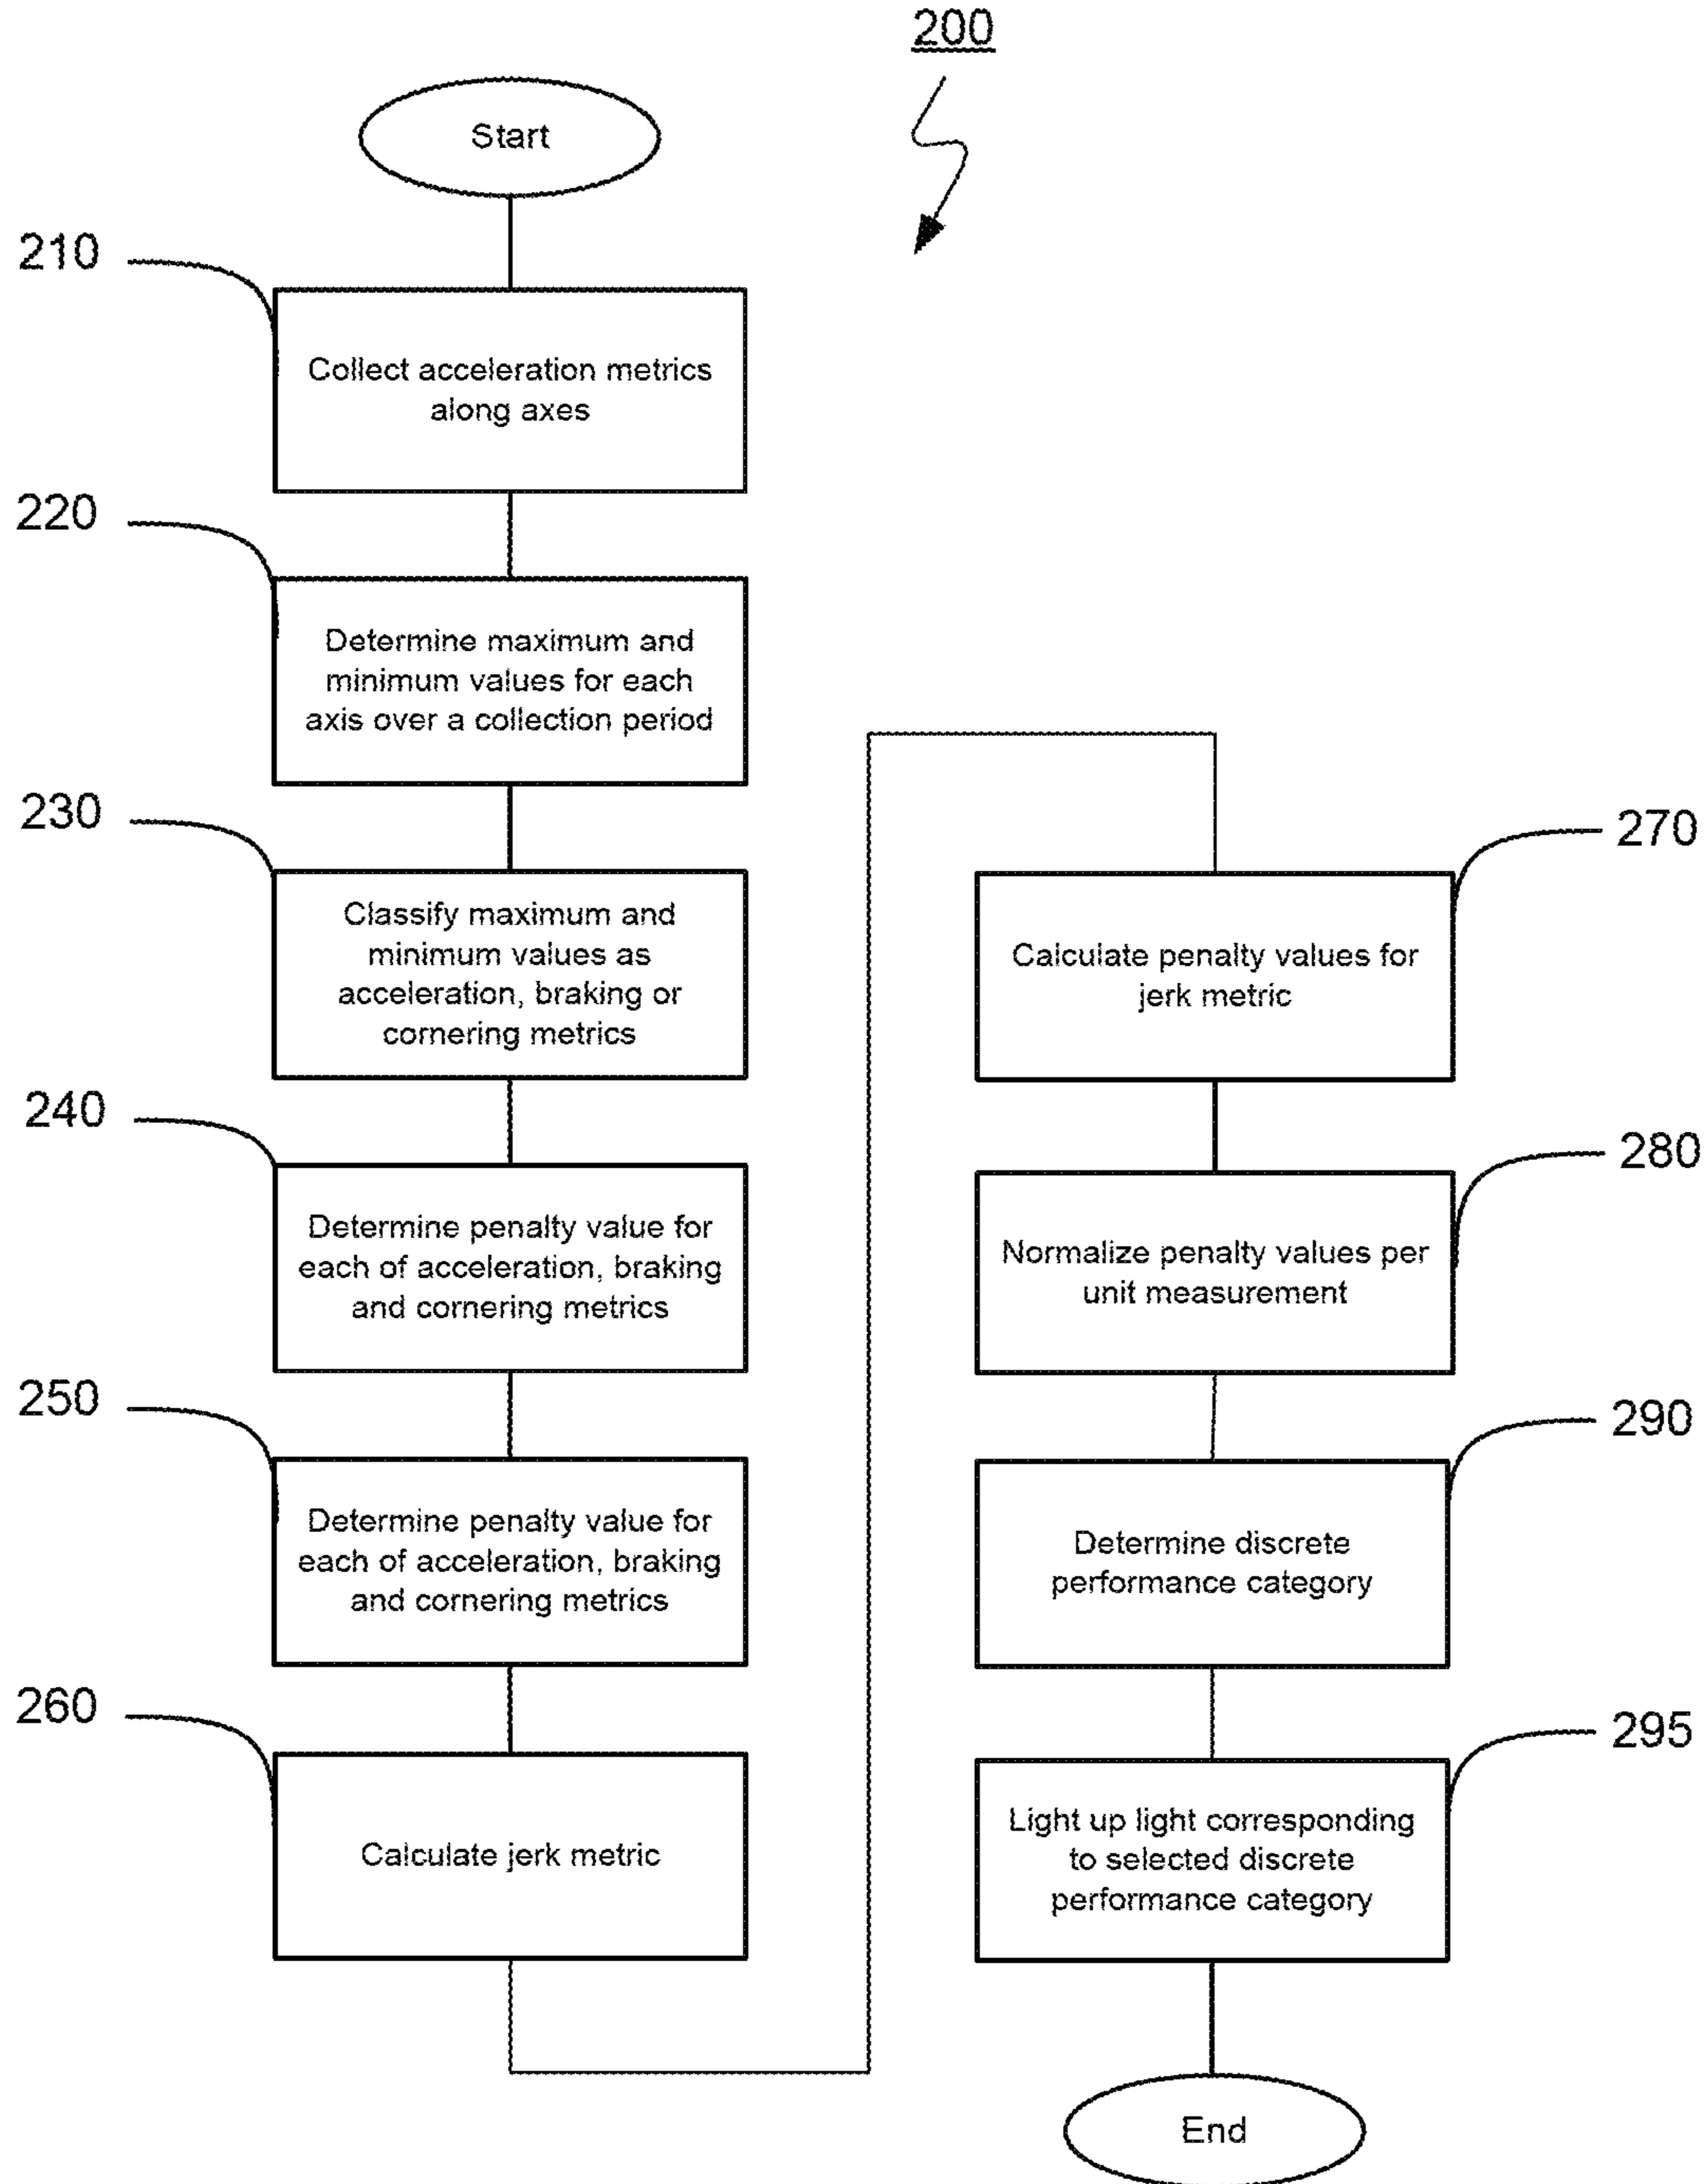 200
Start
210
Collect acceleration metrics
along axes
220
Determine maximum and
minimum values for each
axis over a collection period
230
Classify maximum and
minimum values as
acceleration, braking or
cornering metrics
240
Determine penalty value for
each of acceleration, braking
and cornering metrics
250
Determine penalty value for
each of acceleration, braking
and cornering metrics
260
Calculate jerk metric
270
Calculate penalty values for
jerk metric
280
Normalize penalty values per
unit measurement
290
Determine discrete
performance category
295
Light up light corresponding
to selected discrete
performance category
End